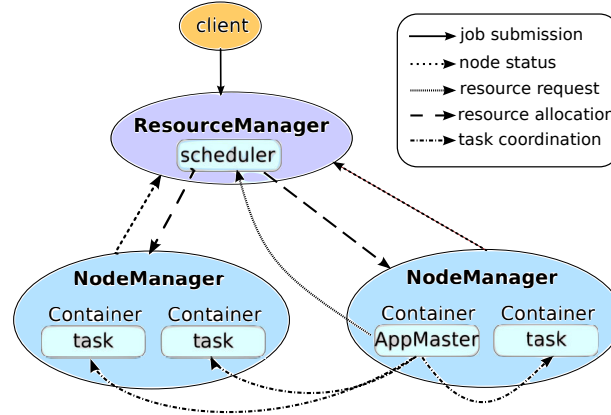 client
job submission
node status
resource request
resource allocation
task coordination
ResourceManager
scheduler
NodeManager
Container Container
task task
NodeManager
Container Container
AppMaster task